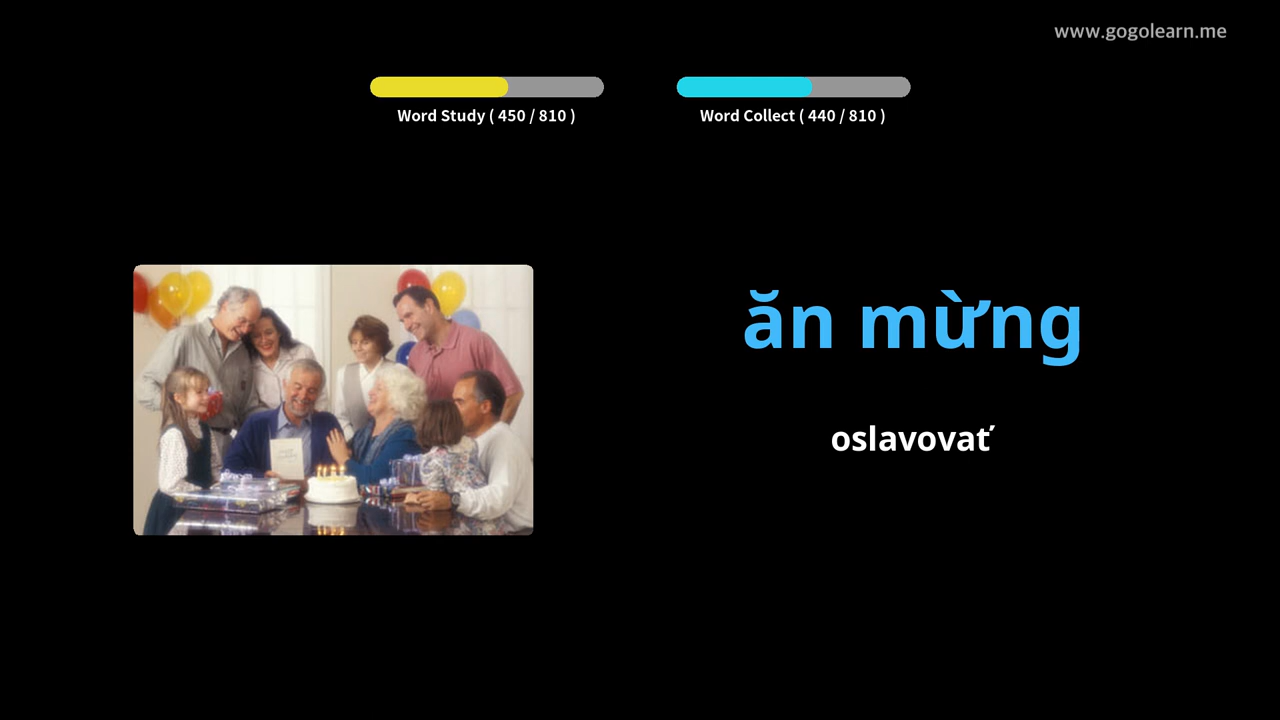 www.gogolearn.me
Word Study ( 450 / 810 )
Word Collect ( 440 / 810 )
ăn mừng
oslavovať